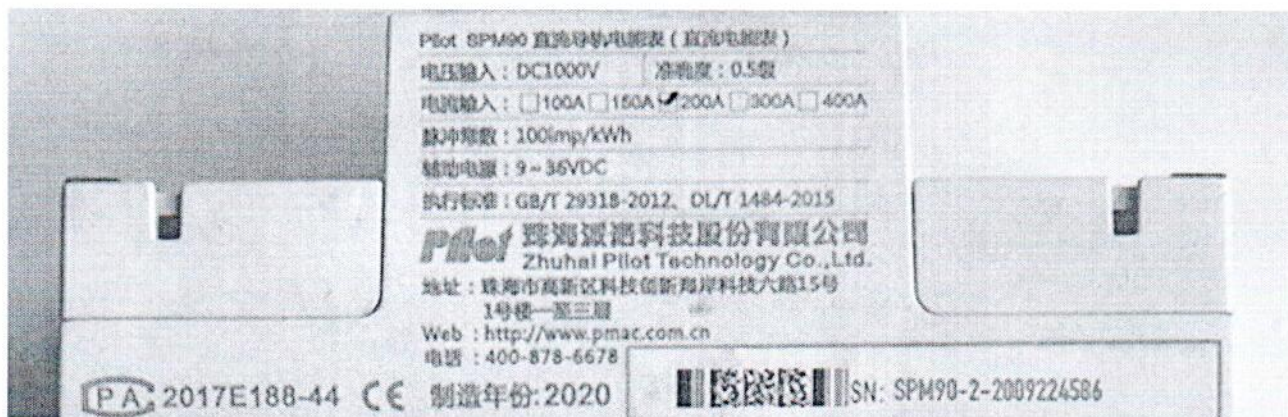 Pilot SPM90 直流导轨电能表（直流电能表）
电压输入：DC1000V 准确度：0.5级
电流输入：□100A□150A☑200A□300A□400A
脉冲常数：100imp/kWh
辅助电源：9~36VDC
执行标准：GB/T 29318-2012、DL/T 1484-2015
Pilot 珠海派诺科技股份有限公司
Zhuhai Pilot Technology Co.,Ltd.
地址：珠海市高新区科技创新海岸科技六路15号
1号楼一至三层
Web：http://www.pmac.com.cn
电话：400-878-6678
PA 2017E188-44 CE 制造年份:2020
SN: SPM90-2-2009224586